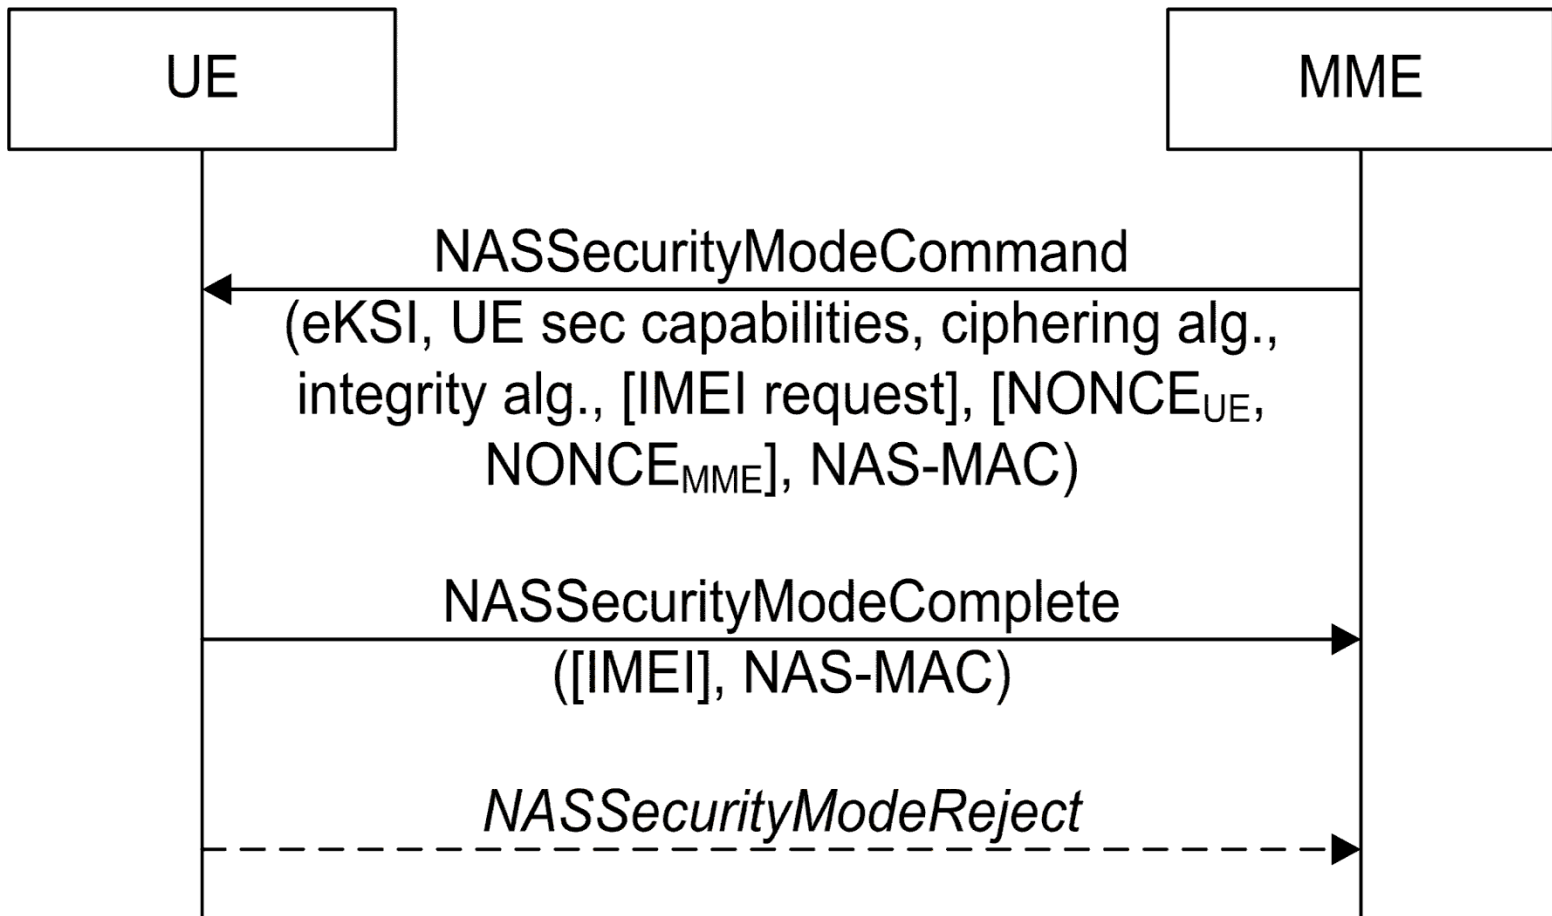 UE
MME
NASSecurityModeCommand
(eKSI, UE sec capabilities, ciphering alg.,
integrity alg., [IMEI request], [NONCEUE,
NONCEMME], NAS-MAC)
NASSecurityModeComplete
([IMEI], NAS-MAC)
NASSecurityModeReject